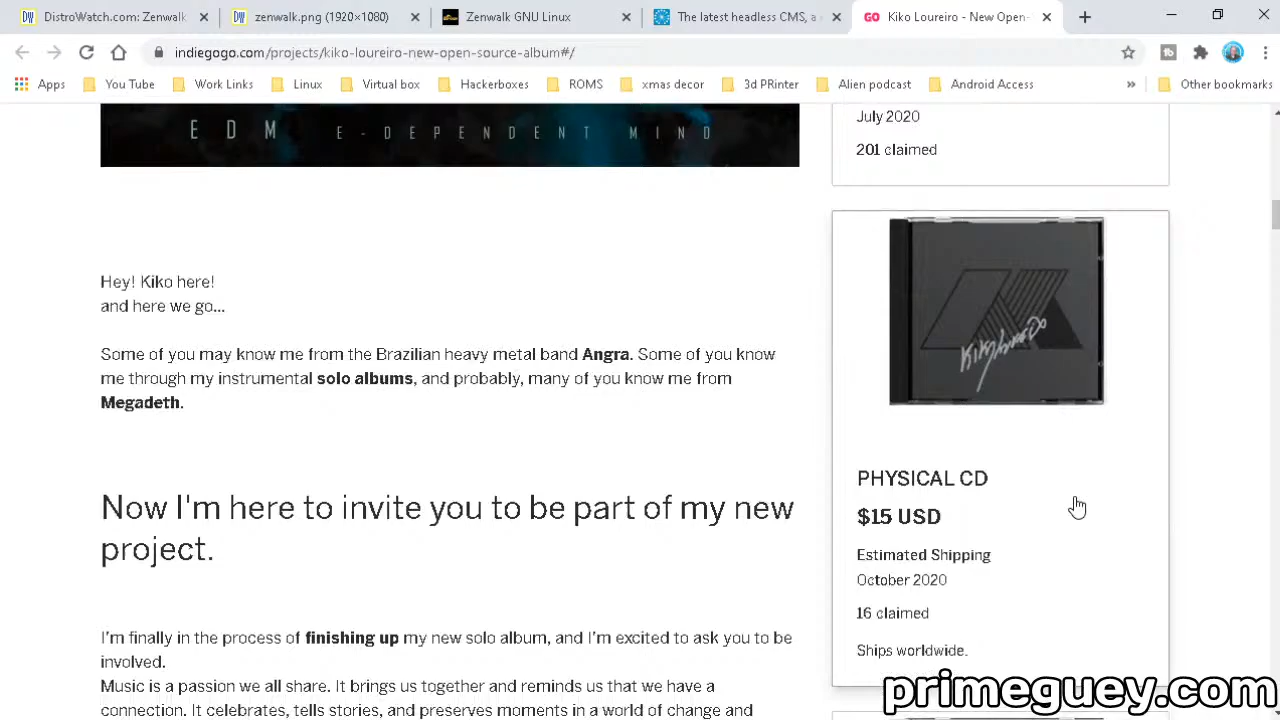 DistroWatch.com: Zenwalk
zenwalk.png (1920×1080)
Zenwalk GNU Linux
The latest headless CMS, a
Kiko Loureiro - New Open-
indiegogo.com/projects/kiko-loureiro-new-open-source-album#/
Apps
You Tube
Work Links
Linux
Virtual box
Hackerboxes
ROMS
xmas decor
3d PRinter
Alien podcast
Android Access
»
Other bookmarks
EDM E-DEPENDENT MIND
Hey! Kiko here!
and here we go...
Some of you may know me from the Brazilian heavy metal band Angra. Some of you know
me through my instrumental solo albums, and probably, many of you know me from
Megadeth.
Now I'm here to invite you to be part of my new
project.
I'm finally in the process of finishing up my new solo album, and I'm excited to ask you to be
involved.
Music is a passion we all share. It brings us together and reminds us that we have a
connection. It celebrates, tells stories, and preserves moments in a world of change and
July 2020
201 claimed
PHYSICAL CD
$15 USD
Estimated Shipping
October 2020
16 claimed
Ships worldwide.
primeguey.com